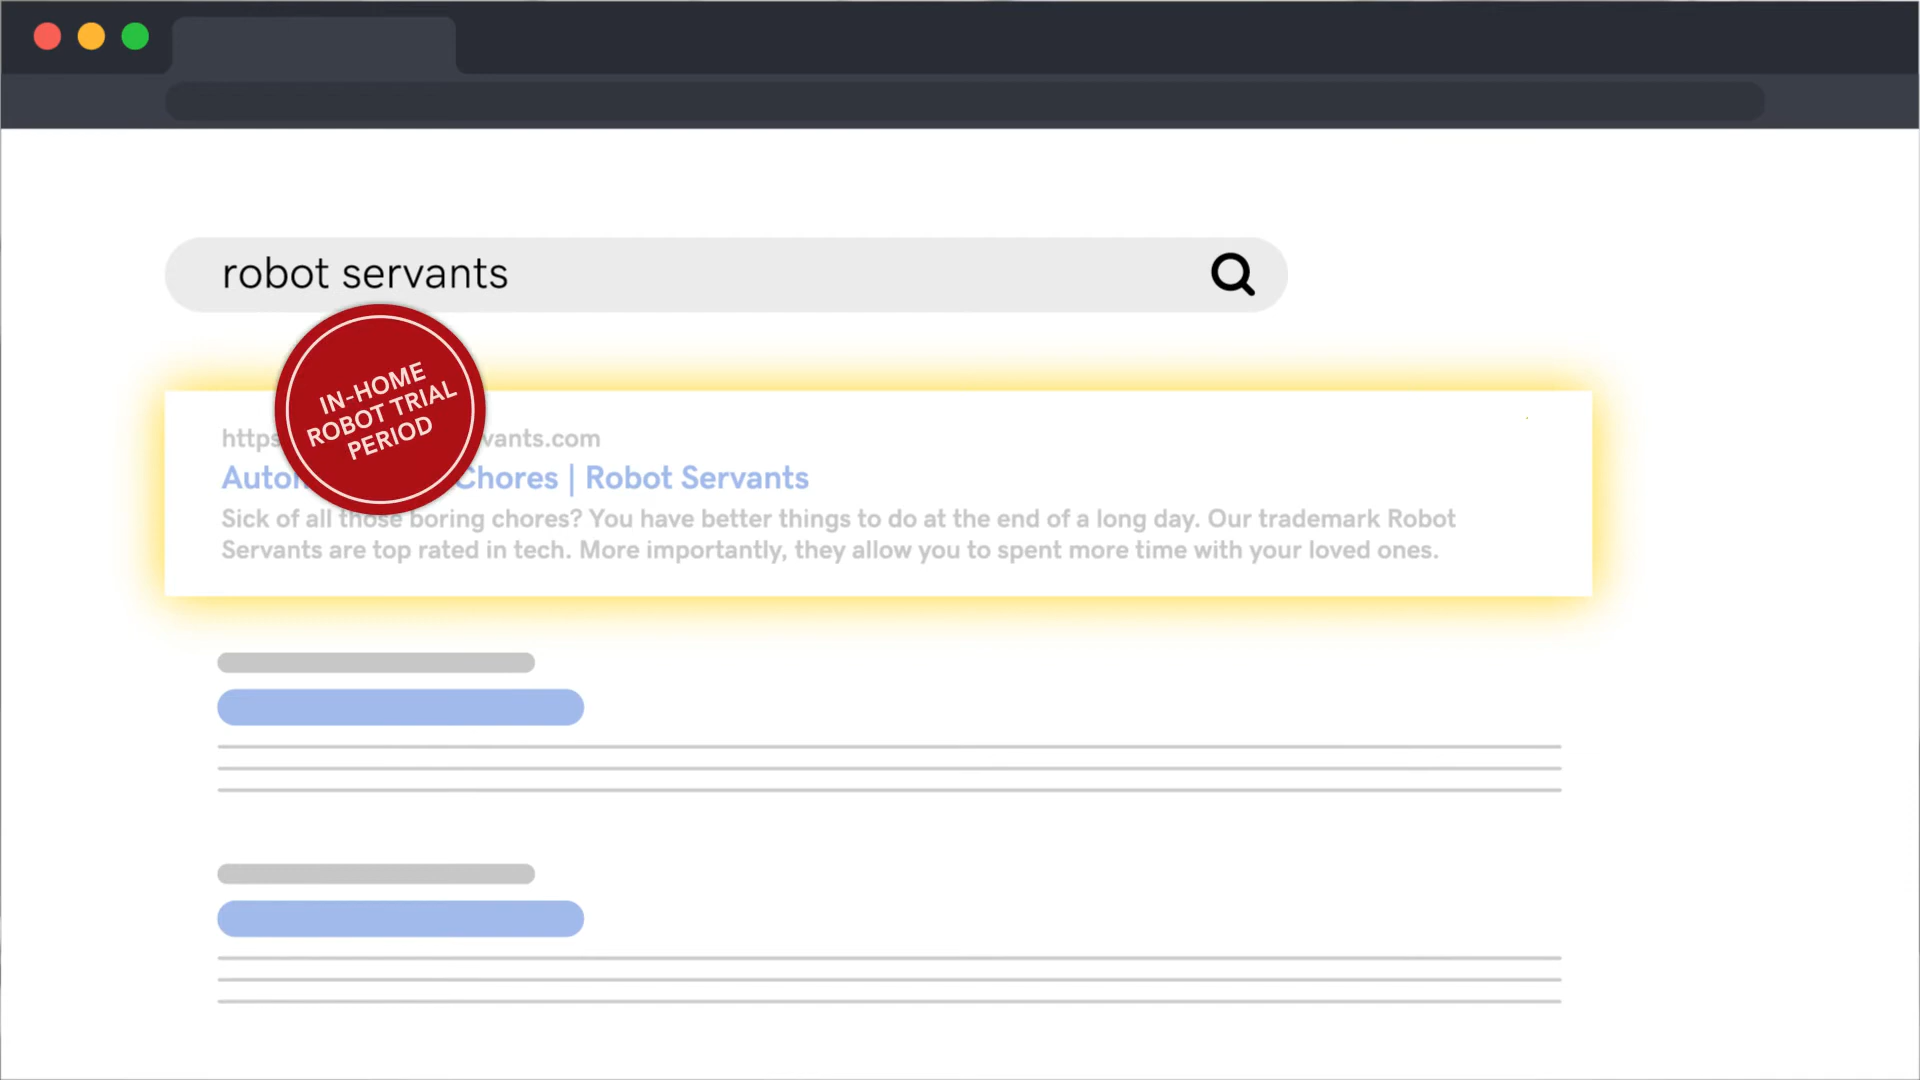 robot servants
IN-HOME
ROBOT TRIAL
PERIOD
https vants.com
Auton Chores | Robot Servants
Sick of all those boring chores? You have better things to do at the end of a long day. Our trademark Robot
Servants are top rated in tech. More importantly, they allow you to spent more time with your loved ones.